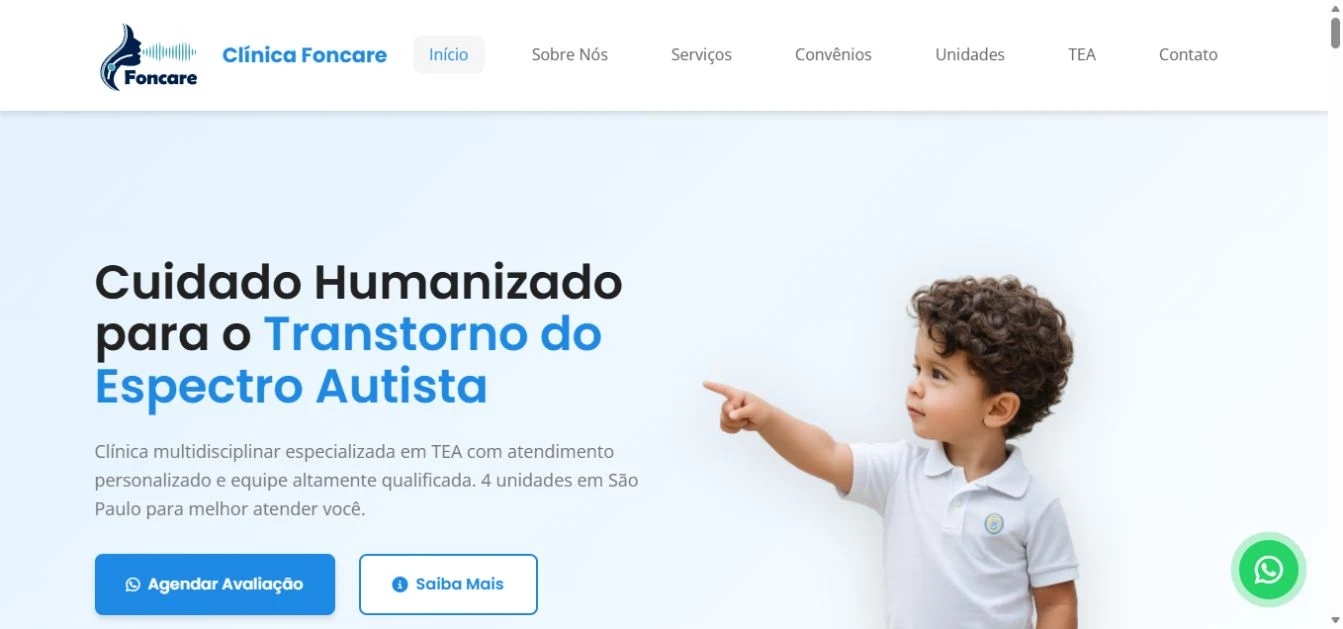 Foncare
Clínica Foncare
Início
Sobre Nós
Serviços
Convênios
Unidades
TEA
Contato
Cuidado Humanizado
para o Transtorno do
Espectro Autista
Clínica multidisciplinar especializada em TEA com atendimento
personalizado e equipe altamente qualificada. 4 unidades em São
Paulo para melhor atender você.
Agendar Avaliação
Saiba Mais